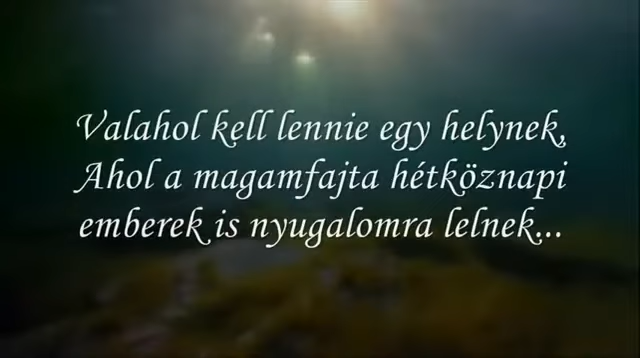 Valahol kell lennie egy helynek,
Ahol a magamfajta hétköznapi
emberek is nyugalomra lelnek...